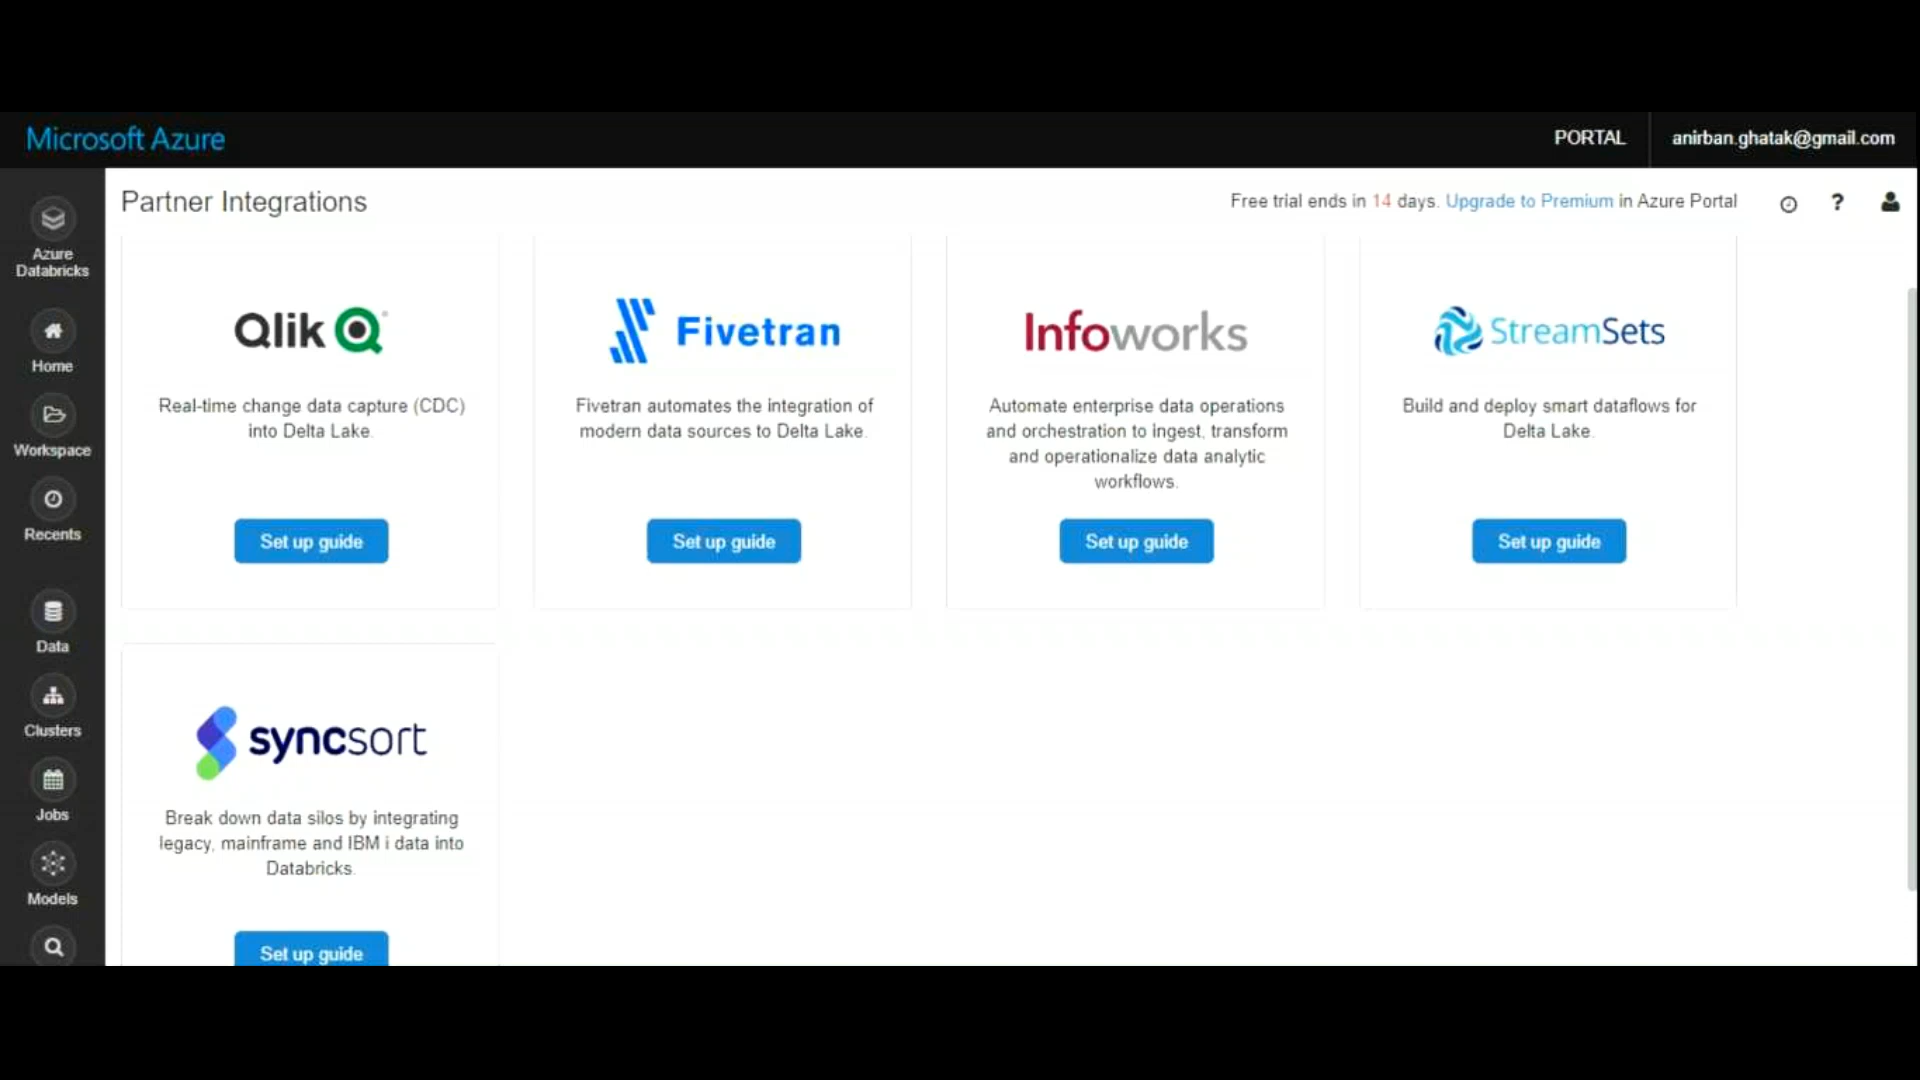 Microsoft Azure
PORTAL
anirban.ghatak@gmail.com
Partner Integrations
Free trial ends in 14 days. Upgrade to Premium in Azure Portal
?
Azure
Databricks
Home
Workspace
Recents
Data
Clusters
Jobs
Models
Qlik
Real-time change data capture (CDC)
into Delta Lake.
Set up guide
Fivetran
Fivetran automates the integration of
modern data sources to Delta Lake.
Set up guide
Infoworks
Automate enterprise data operations
and orchestration to ingest, transform
and operationalize data analytic
workflows.
Set up guide
StreamSets
Build and deploy smart dataflows for
Delta Lake.
Set up guide
syncsort
Break down data silos by integrating
legacy, mainframe and IBM i data into
Databricks.
Set up guide